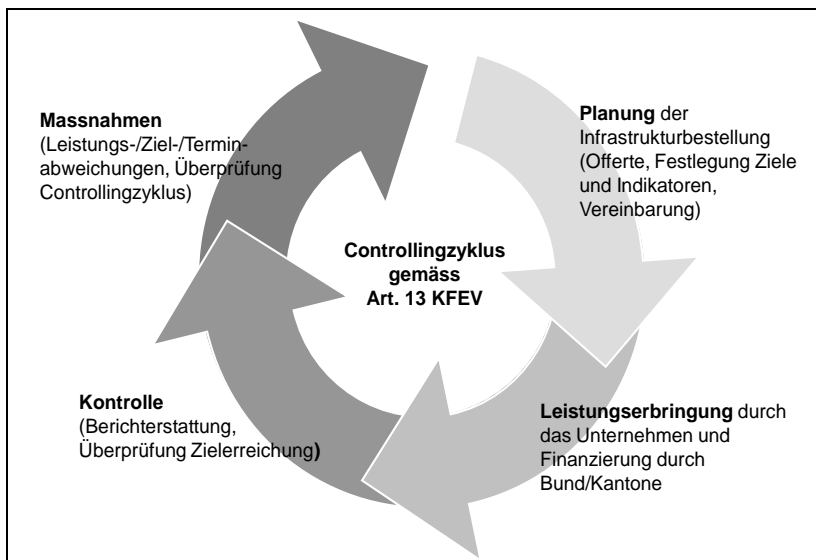 Massnahmen
(Leistungs-/Ziel-/Termin-
abweichungen, Überprüfung
Controllingzyklus)
Planung der
Infrastrukturbestellung
(Offerte, Festlegung Ziele
und Indikatoren,
Vereinbarung)
Controllingzyklus
gemäss
Art. 13 KFEV
Kontrolle
(Berichterstattung,
Überprüfung Zielerreichung)
Leistungserbringung durch
das Unternehmen und
Finanzierung durch
Bund/Kantone